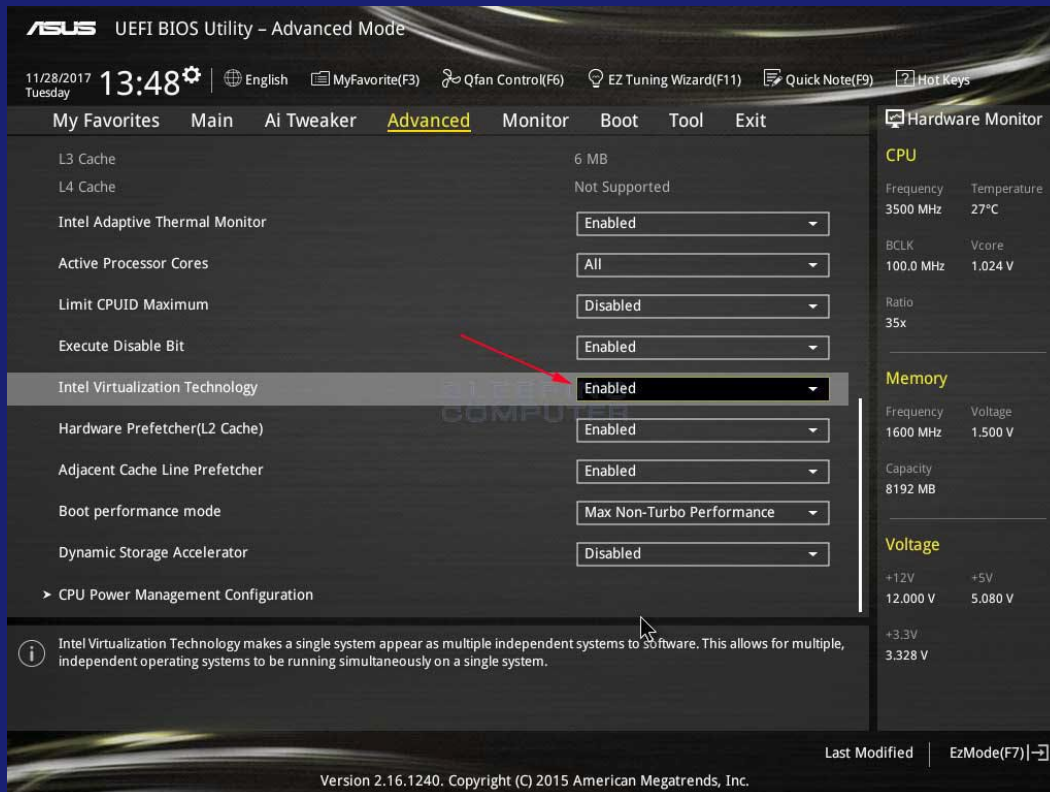 ASUS UEFI BIOS Utility – Advanced Mode
11/28/2017
Tuesday
13:48
English MyFavorite(F3) Qfan Control(F6) EZ Tuning Wizard(F11) Quick Note(F9) ? Hot Keys
My Favorites Main Ai Tweaker Advanced Monitor Boot Tool Exit
L3 Cache 6 MB
L4 Cache Not Supported
Intel Adaptive Thermal Monitor Enabled
Active Processor Cores All
Limit CPUID Maximum Disabled
Execute Disable Bit Enabled
Intel Virtualization Technology Enabled
BLEEPING
COMPUTER
Hardware Prefetcher(L2 Cache) Enabled
Adjacent Cache Line Prefetcher Enabled
Boot performance mode Max Non-Turbo Performance
Dynamic Storage Accelerator Disabled
CPU Power Management Configuration
Intel Virtualization Technology makes a single system appear as multiple independent systems to software. This allows for multiple,
independent operating systems to be running simultaneously on a single system.
Hardware Monitor
CPU
Frequency Temperature
3500 MHz 27°C
BCLK Vcore
100.0 MHz 1.024 V
Ratio
35x
Memory
Frequency Voltage
1600 MHz 1.500 V
Capacity
8192 MB
Voltage
+12V +5V
12.000 V 5.080 V
+3.3V
3.328 V
Last Modified EzMode(F7)
Version 2.16.1240. Copyright (C) 2015 American Megatrends, Inc.